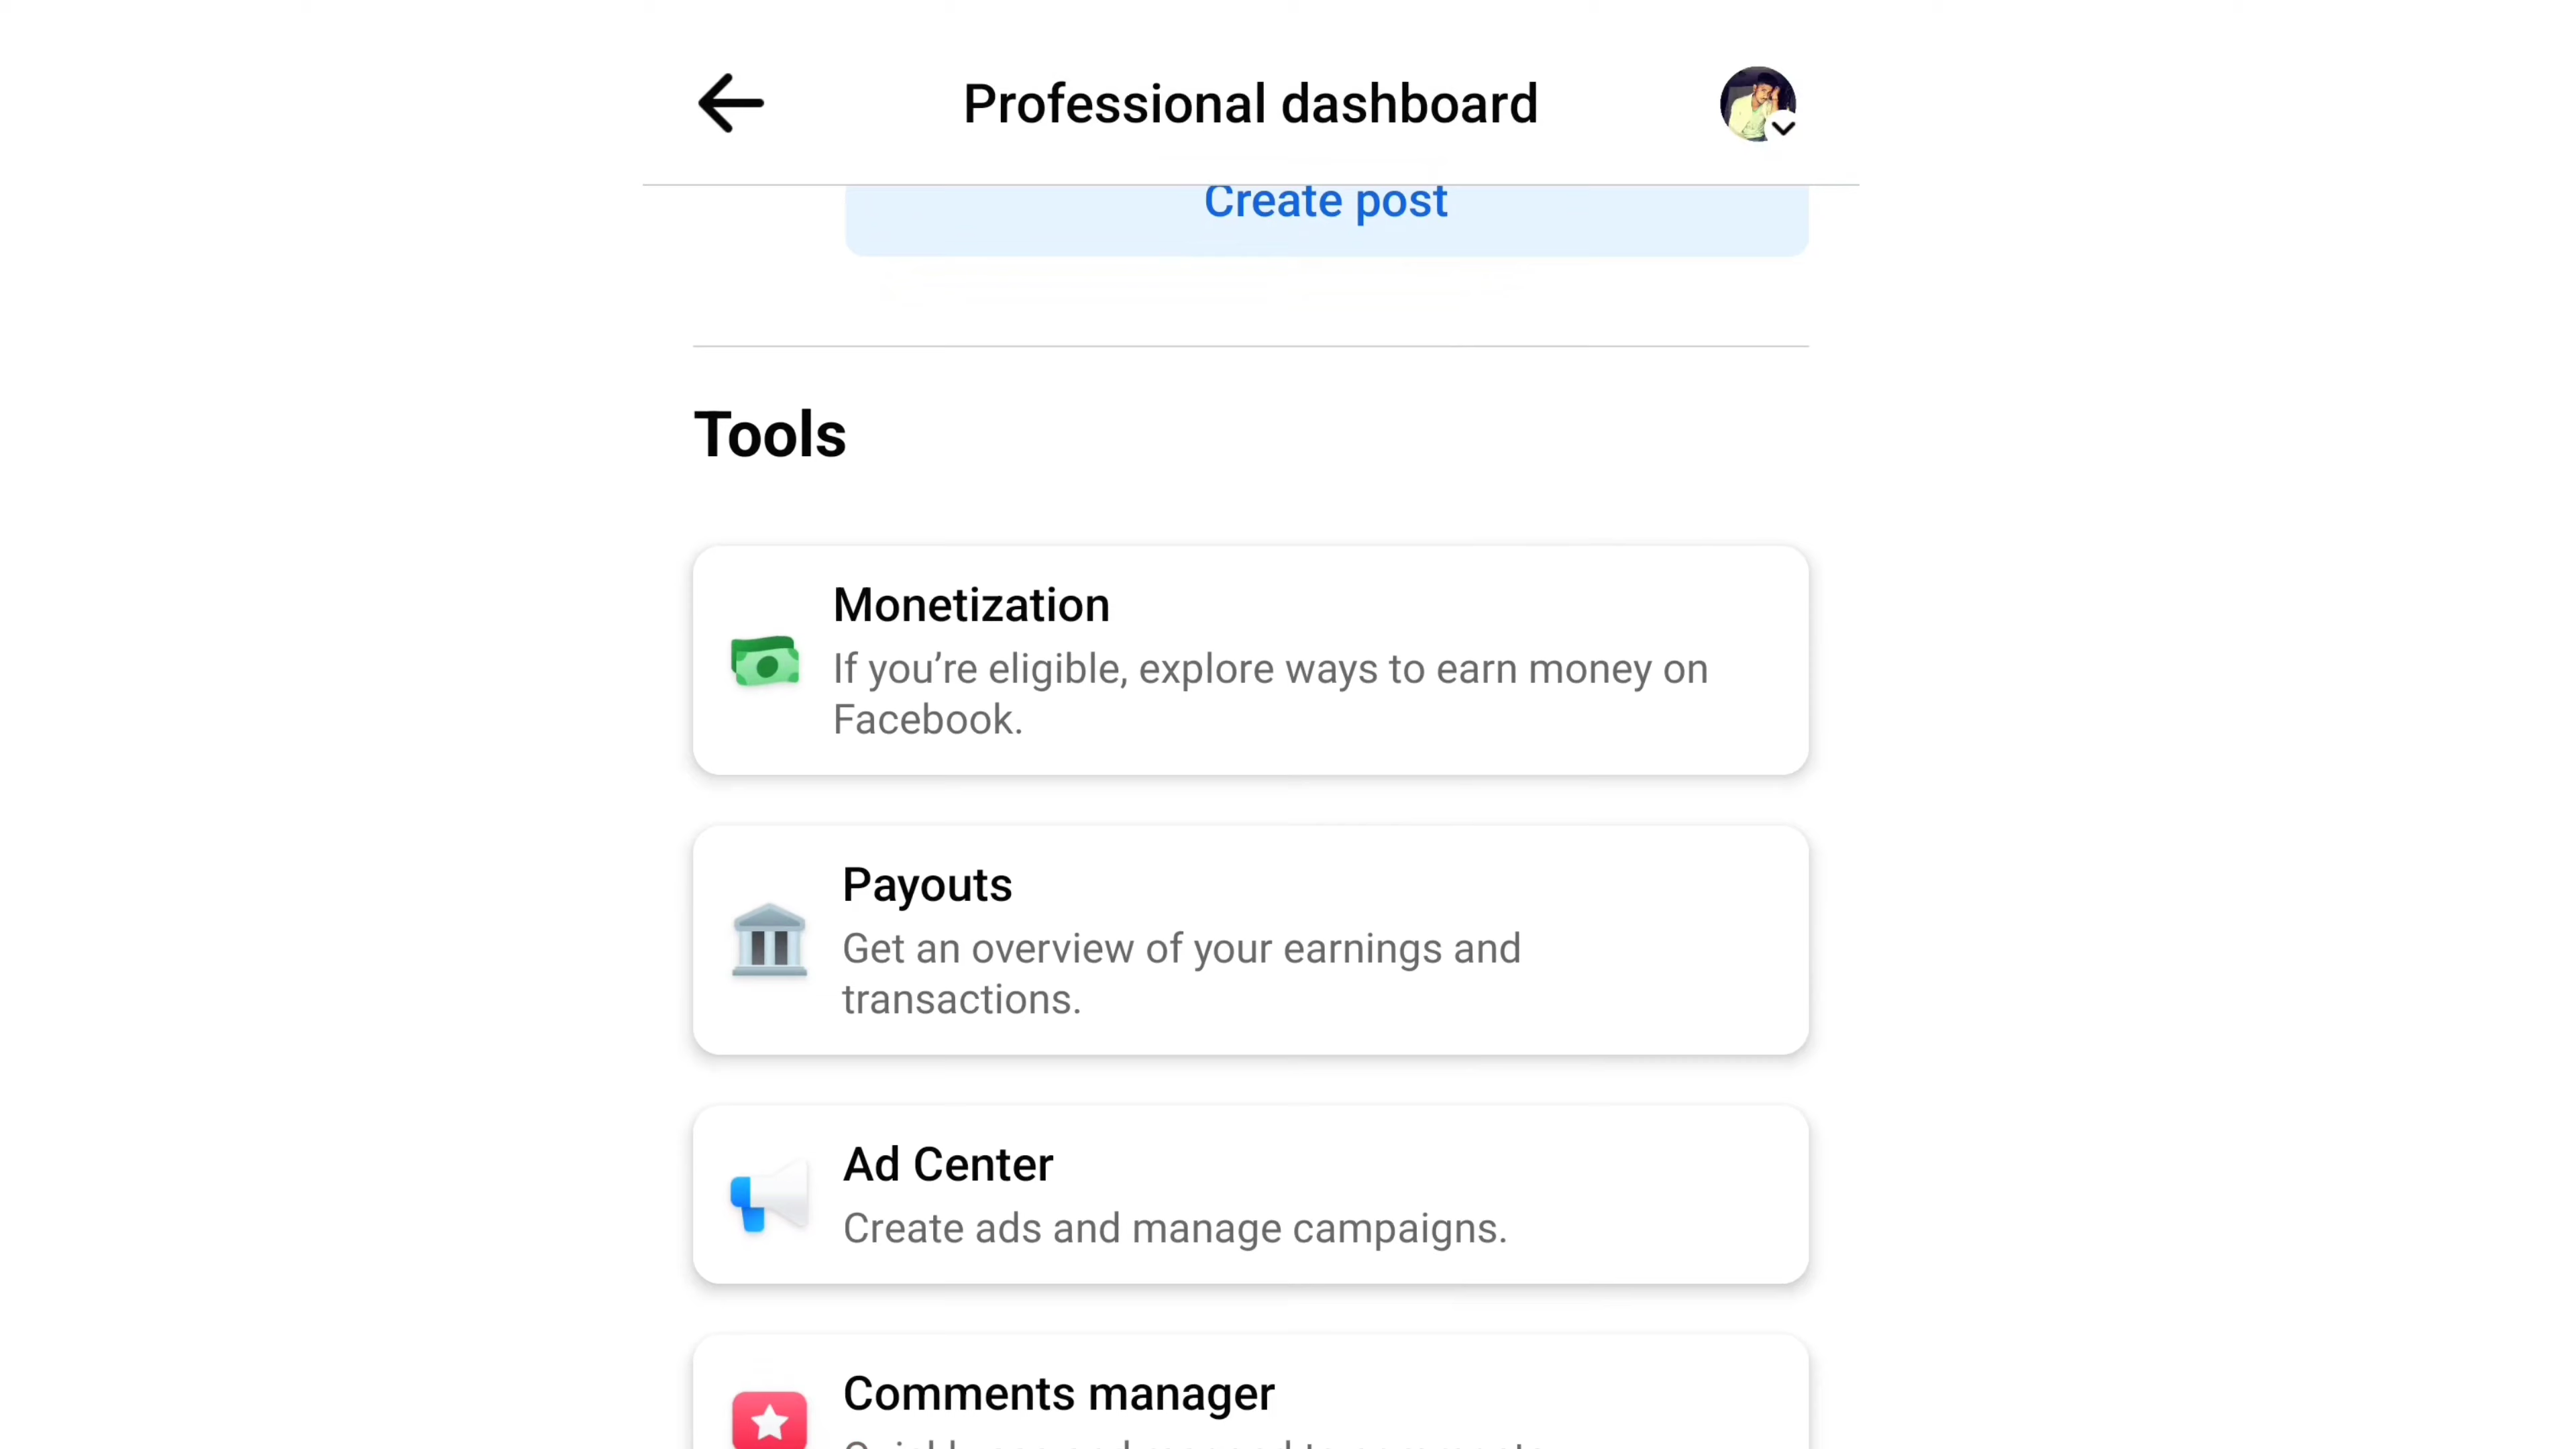 Professional dashboard
Create post
Tools
Monetization
If you’re eligible, explore ways to earn money on
Facebook.
Payouts
Get an overview of your earnings and
transactions.
Ad Center
Create ads and manage campaigns.
Comments manager